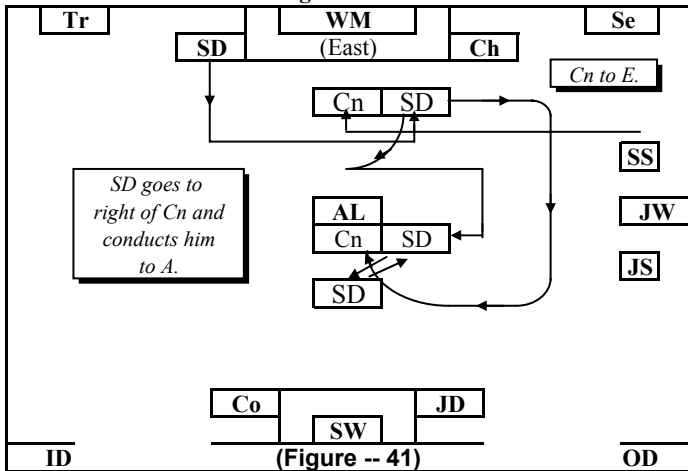 Tr WM Se
SD (East) Ch
Cn to E.
Cn SD
SS
SD goes to
right of Cn and
conducts him
to A.
AL JW
Cn SD
JS
SD
Co JD
SW
ID (Figure -- 41) OD